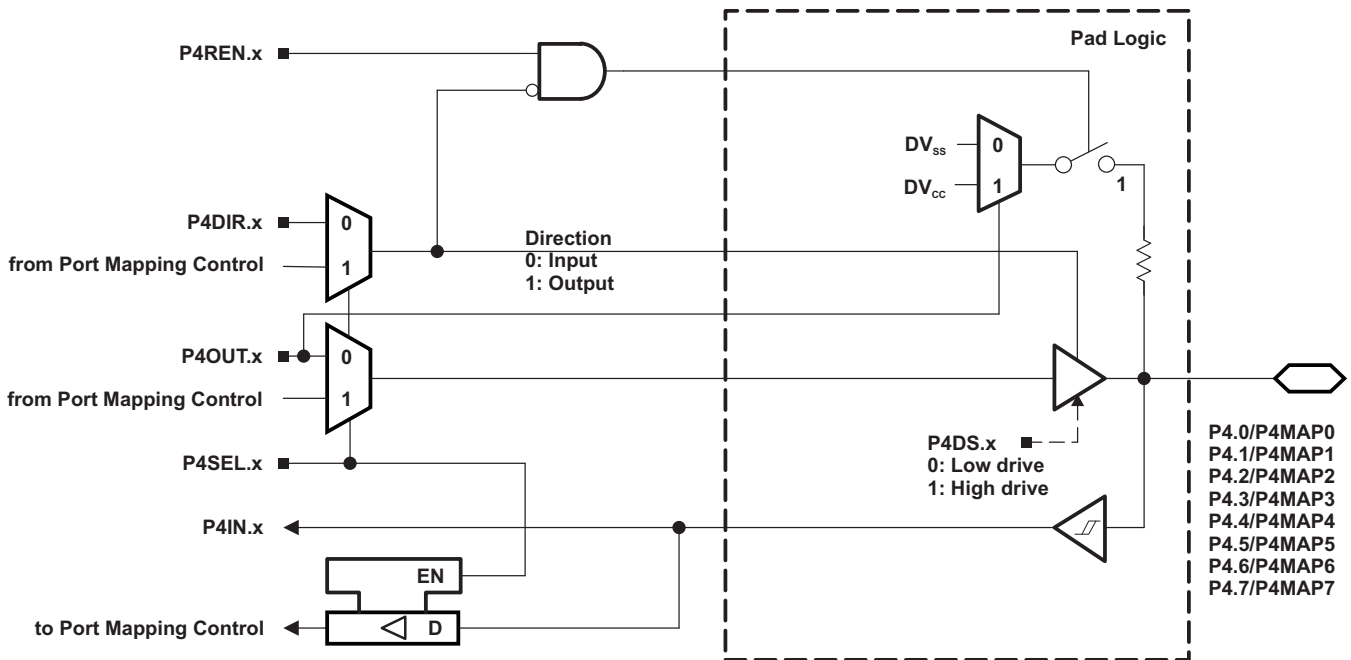 Pad Logic
P4REN.x
DVSS
0
DVCC
1
1
P4DIR.x
0
from Port Mapping Control
1
Direction
0: Input
1: Output
P4OUT.x
0
from Port Mapping Control
1
P4SEL.x
P4DS.x
0: Low drive
1: High drive
P4.0/P4MAP0
P4.1/P4MAP1
P4.2/P4MAP2
P4.3/P4MAP3
P4.4/P4MAP4
P4.5/P4MAP5
P4.6/P4MAP6
P4.7/P4MAP7
P4IN.x
EN
to Port Mapping Control
D